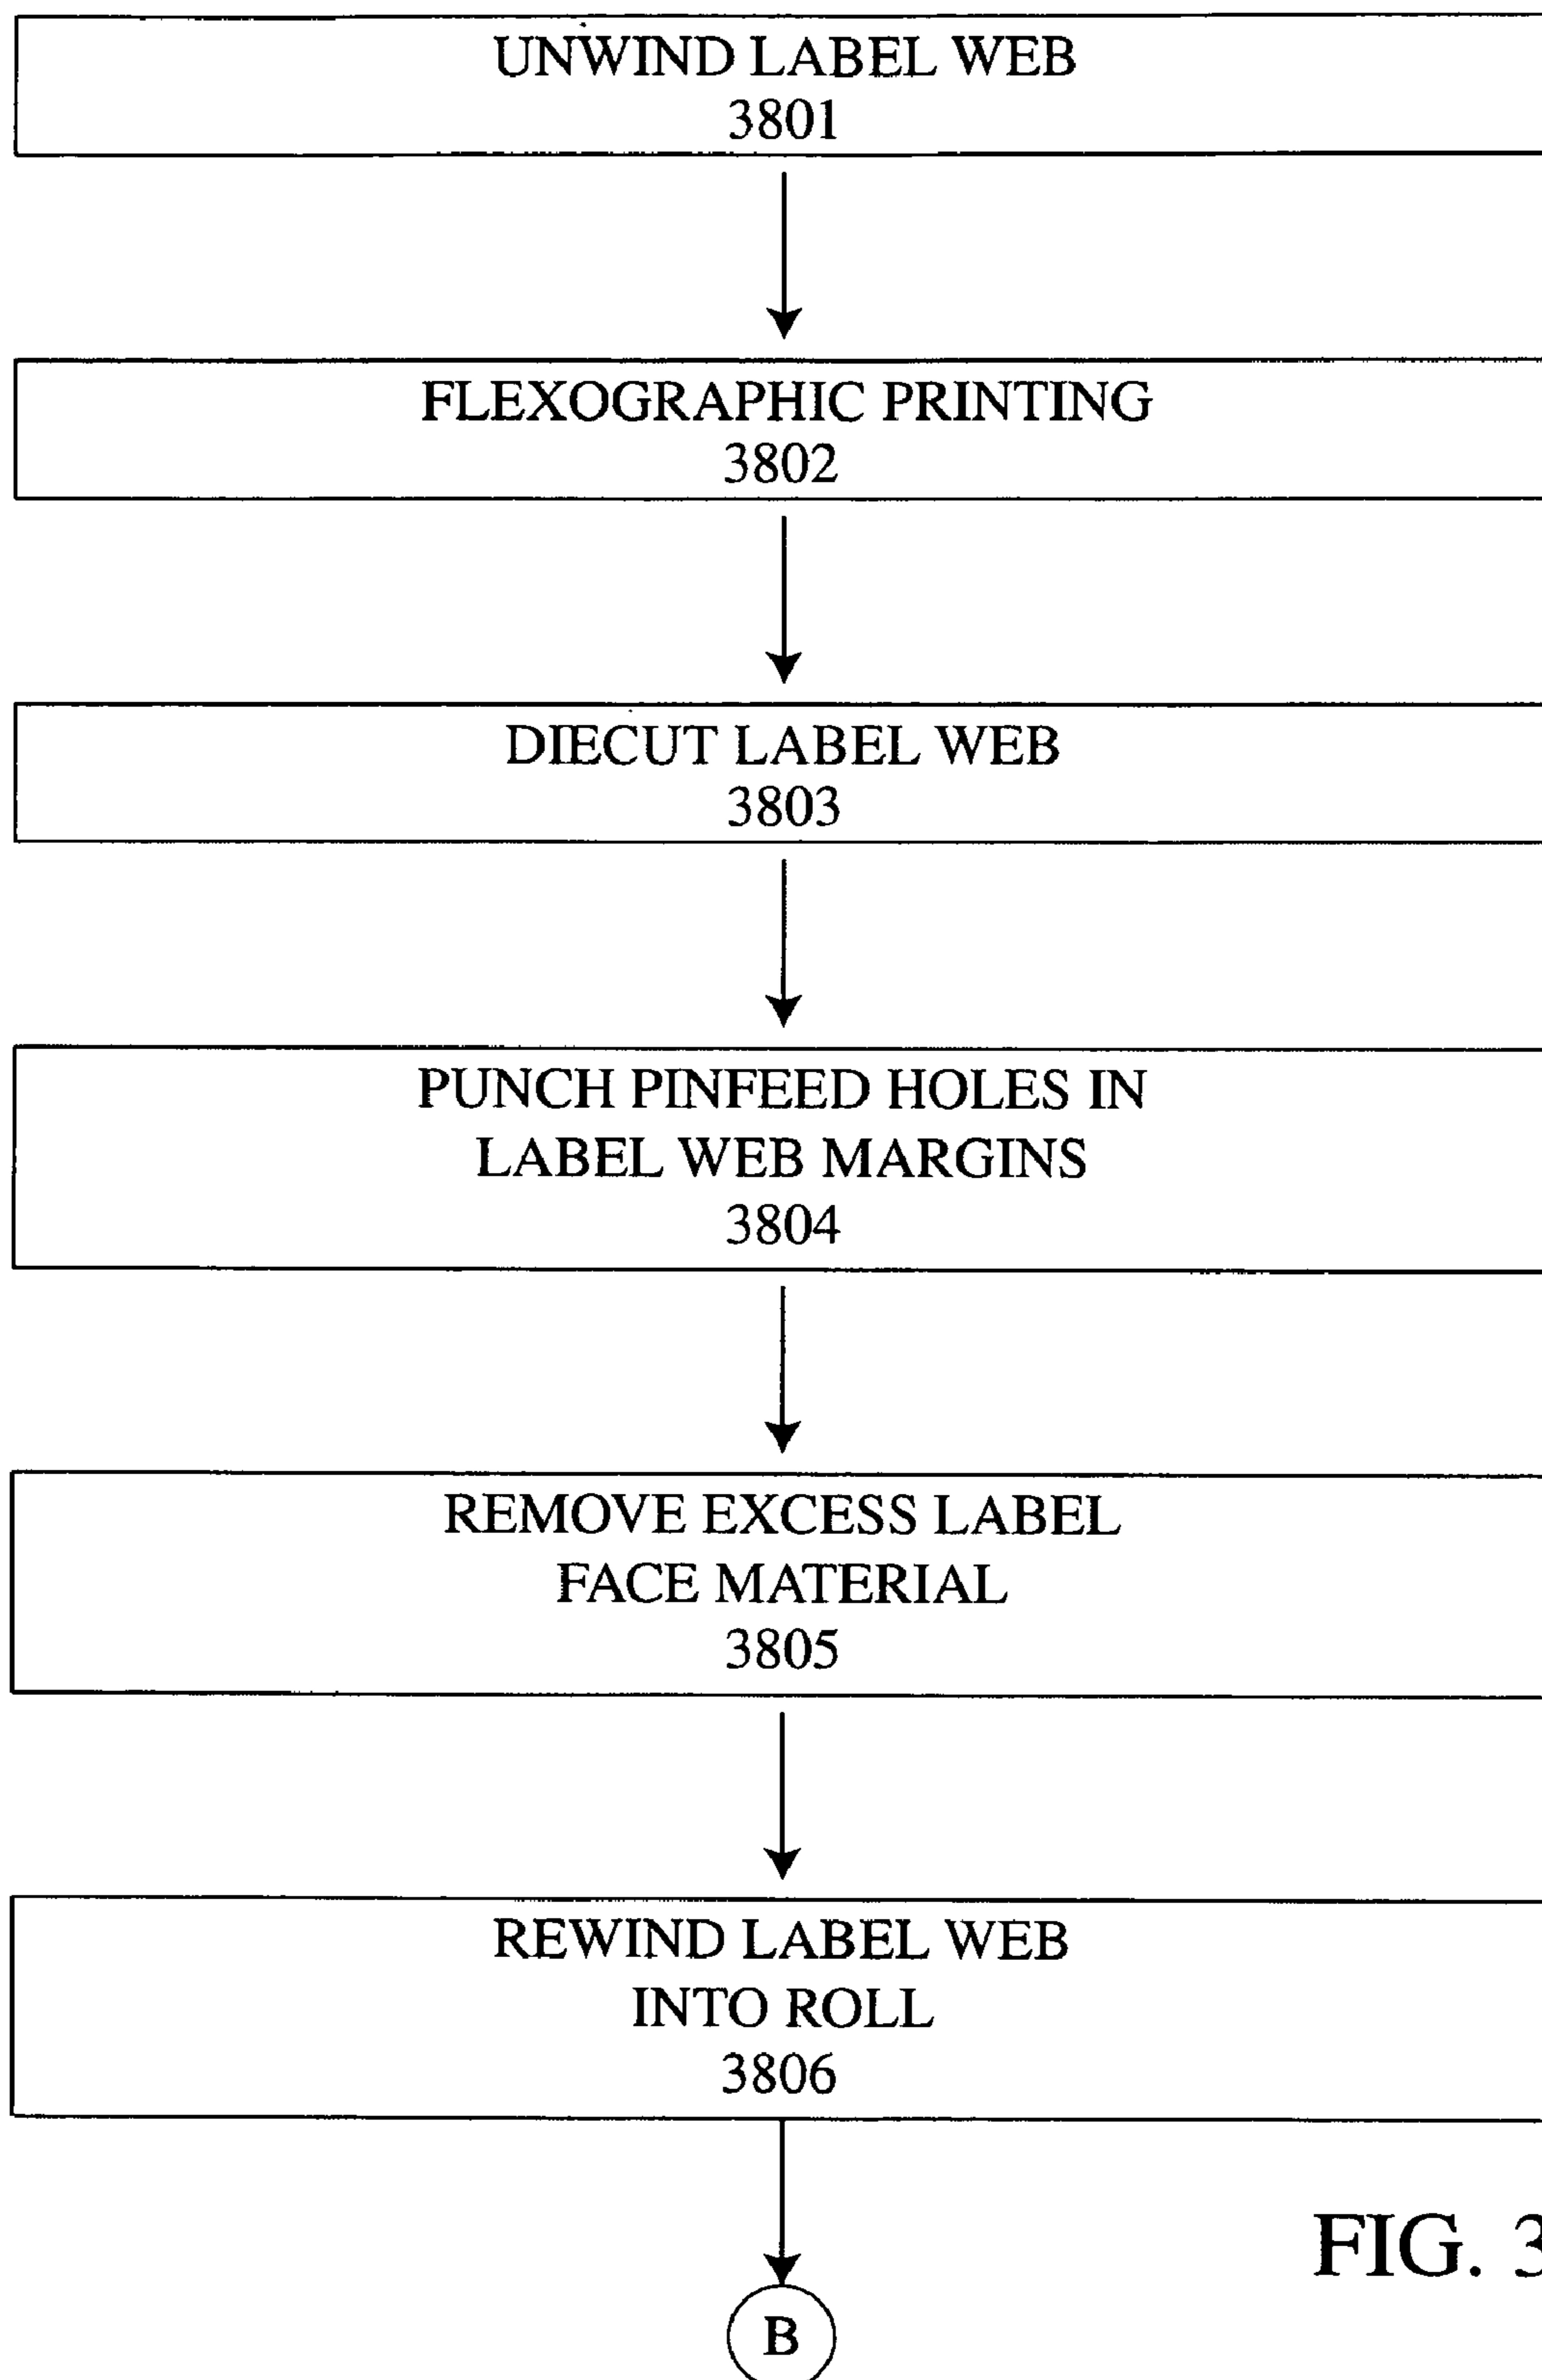 UNWIND LABEL WEB
3801
FLEXOGRAPHIC PRINTING
3802
DIECUT LABEL WEB
3803
PUNCH PINFEED HOLES IN
LABEL WEB MARGINS
3804
REMOVE EXCESS LABEL
FACE MATERIAL
3805
REWIND LABEL WEB
INTO ROLL
3806
FIG. 3
B